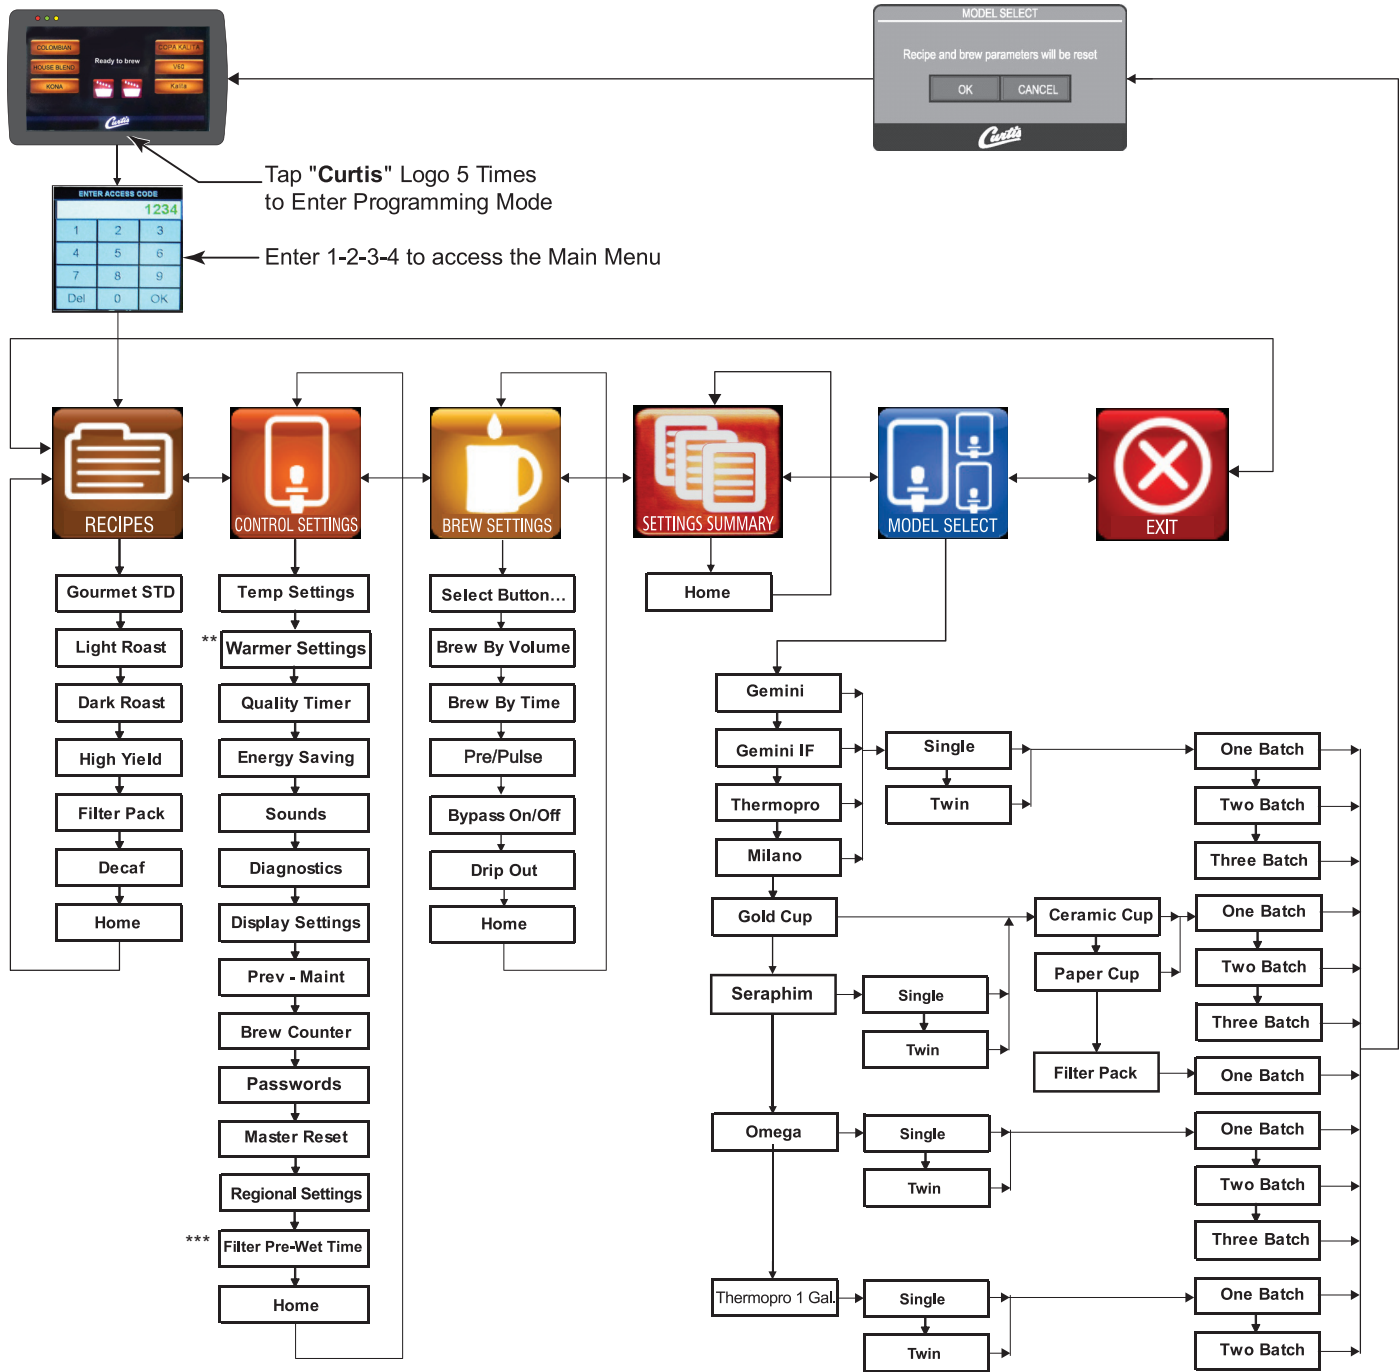 MODEL SELECT
Recipe and brew parameters will be reset
OK CANCEL
Curtis
COLOMBIAN
HOUSE BLEND
KONA
Ready to brew
COPA KALITA
V60
Kalita
Curtis
Tap "Curtis" Logo 5 Times
to Enter Programming Mode
ENTER ACCESS CODE
1234
1 2 3
4 5 6
7 8 9
Del 0 OK
Enter 1-2-3-4 to access the Main Menu
RECIPES
Gourmet STD
Light Roast
Dark Roast
High Yield
Filter Pack
Decaf
Home
CONTROL SETTINGS
Temp Settings
** Warmer Settings
Quality Timer
Energy Saving
Sounds
Diagnostics
Display Settings
Prev - Maint
Brew Counter
Passwords
Master Reset
Regional Settings
*** Filter Pre-Wet Time
Home
BREW SETTINGS
Select Button...
Brew By Volume
Brew By Time
Pre/Pulse
Bypass On/Off
Drip Out
Home
SETTINGS SUMMARY
Home
MODEL SELECT
Gemini
Gemini IF
Thermopro
Milano
Single
Twin
One Batch
Two Batch
Three Batch
Gold Cup
Ceramic Cup
Paper Cup
Filter Pack
One Batch
Two Batch
Three Batch
One Batch
Seraphim
Single
Twin
Omega
Single
Twin
One Batch
Two Batch
Three Batch
Thermopro 1 Gal.
Single
Twin
One Batch
Two Batch
EXIT